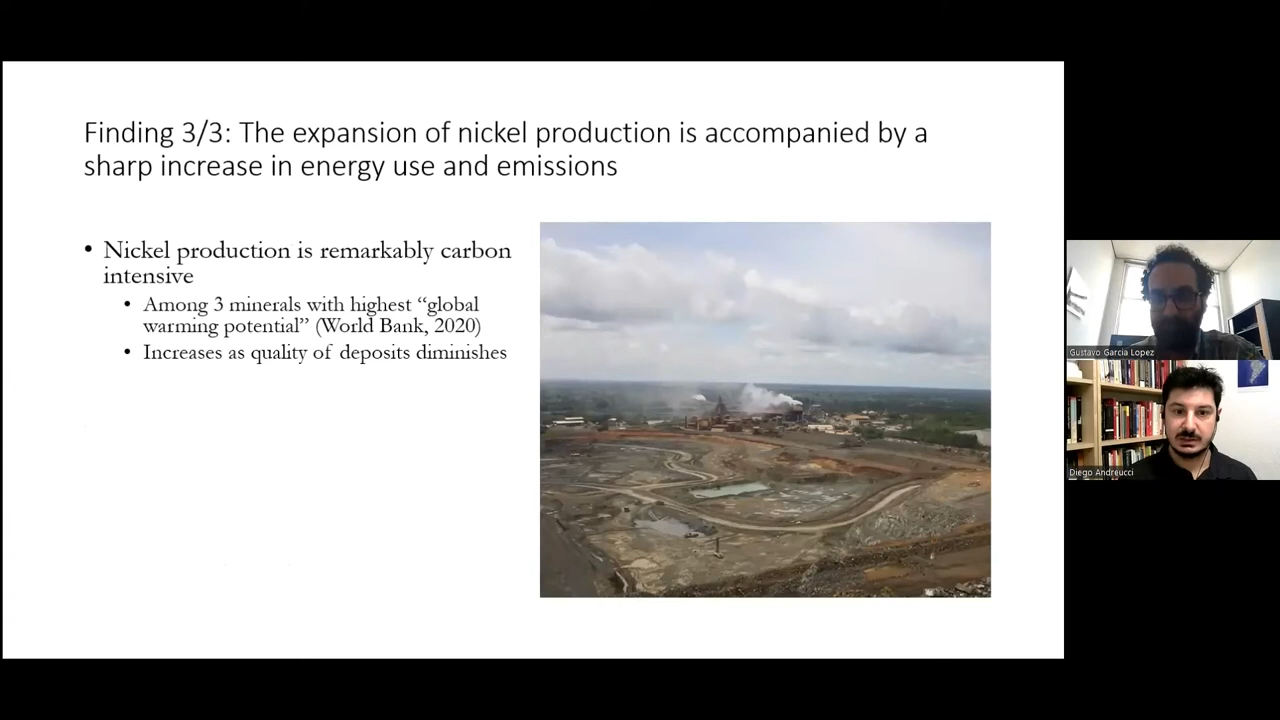 Finding 3/3: The expansion of nickel production is accompanied by a
sharp increase in energy use and emissions
• Nickel production is remarkably carbon
intensive
• Among 3 minerals with highest “global
warming potential” (World Bank, 2020)
• Increases as quality of deposits diminishes
Gustavo Garcia Lopez
Diego Andreucci